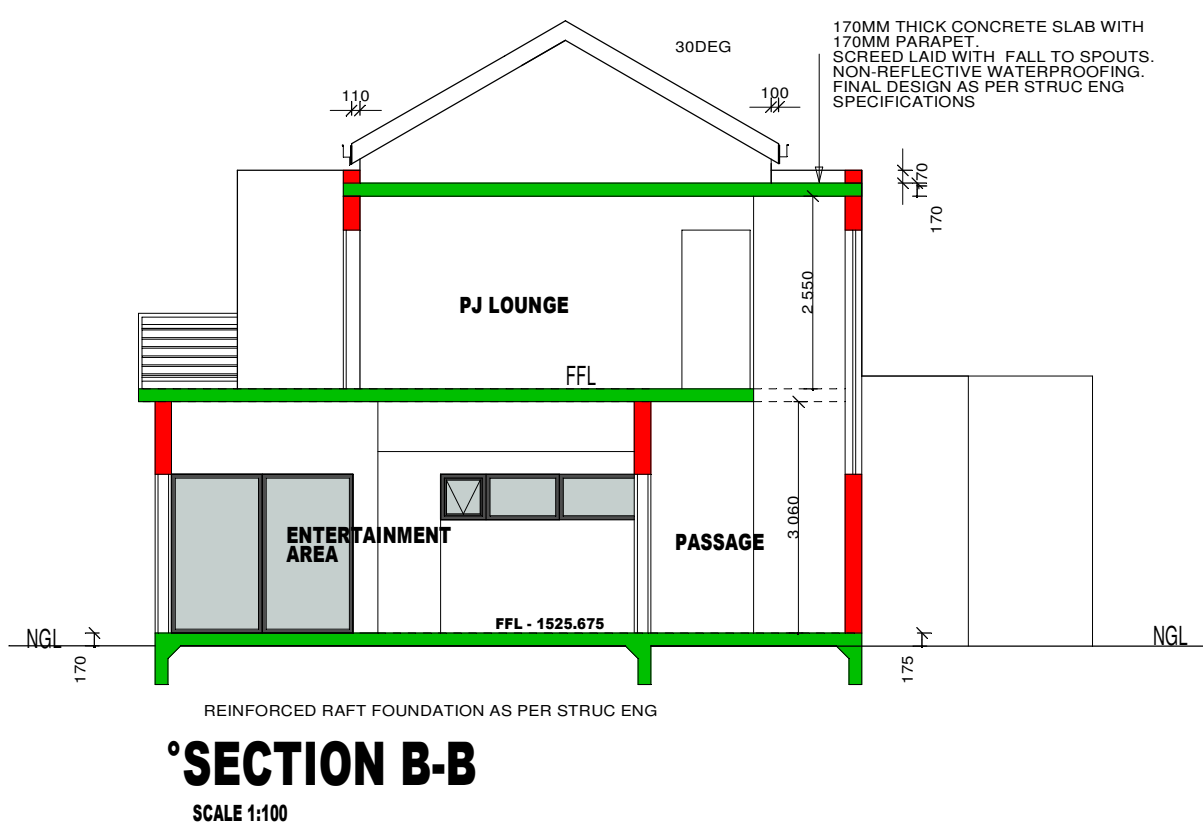 170MM THICK CONCRETE SLAB WITH
170MM PARAPET.
SCREED LAID WITH FALL TO SPOUTS.
NON-REFLECTIVE WATERPROOFING.
FINAL DESIGN AS PER STRUC ENG
SPECIFICATIONS
30DEG
110
100
170
170
2 550
PJ LOUNGE
FFL
3 060
ENTERTAINMENT
AREA
PASSAGE
FFL - 1525.675
NGL
NGL
170
175
REINFORCED RAFT FOUNDATION AS PER STRUC ENG
°SECTION B-B
SCALE 1:100